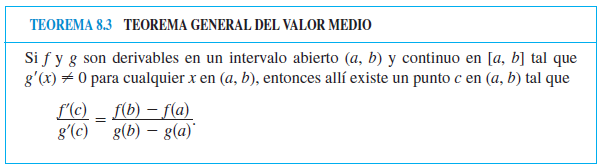 TEOREMA 8.3 TEOREMA GENERAL DEL VALOR MEDIO
Si f y g son derivables en un intervalo abierto (a, b) y continuo en [a, b] tal que
g'(x) ≠ 0 para cualquier x en (a, b), entonces allí existe un punto c en (a, b) tal que
f'(c)/g'(c) = f(b) − f(a)/g(b) − g(a).